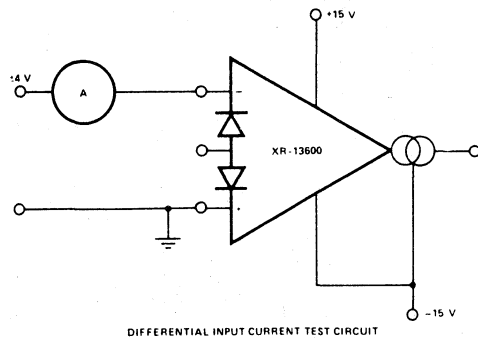 +15 V
±4 V
A
−
XR-13600
+
−15 V
DIFFERENTIAL INPUT CURRENT TEST CIRCUIT